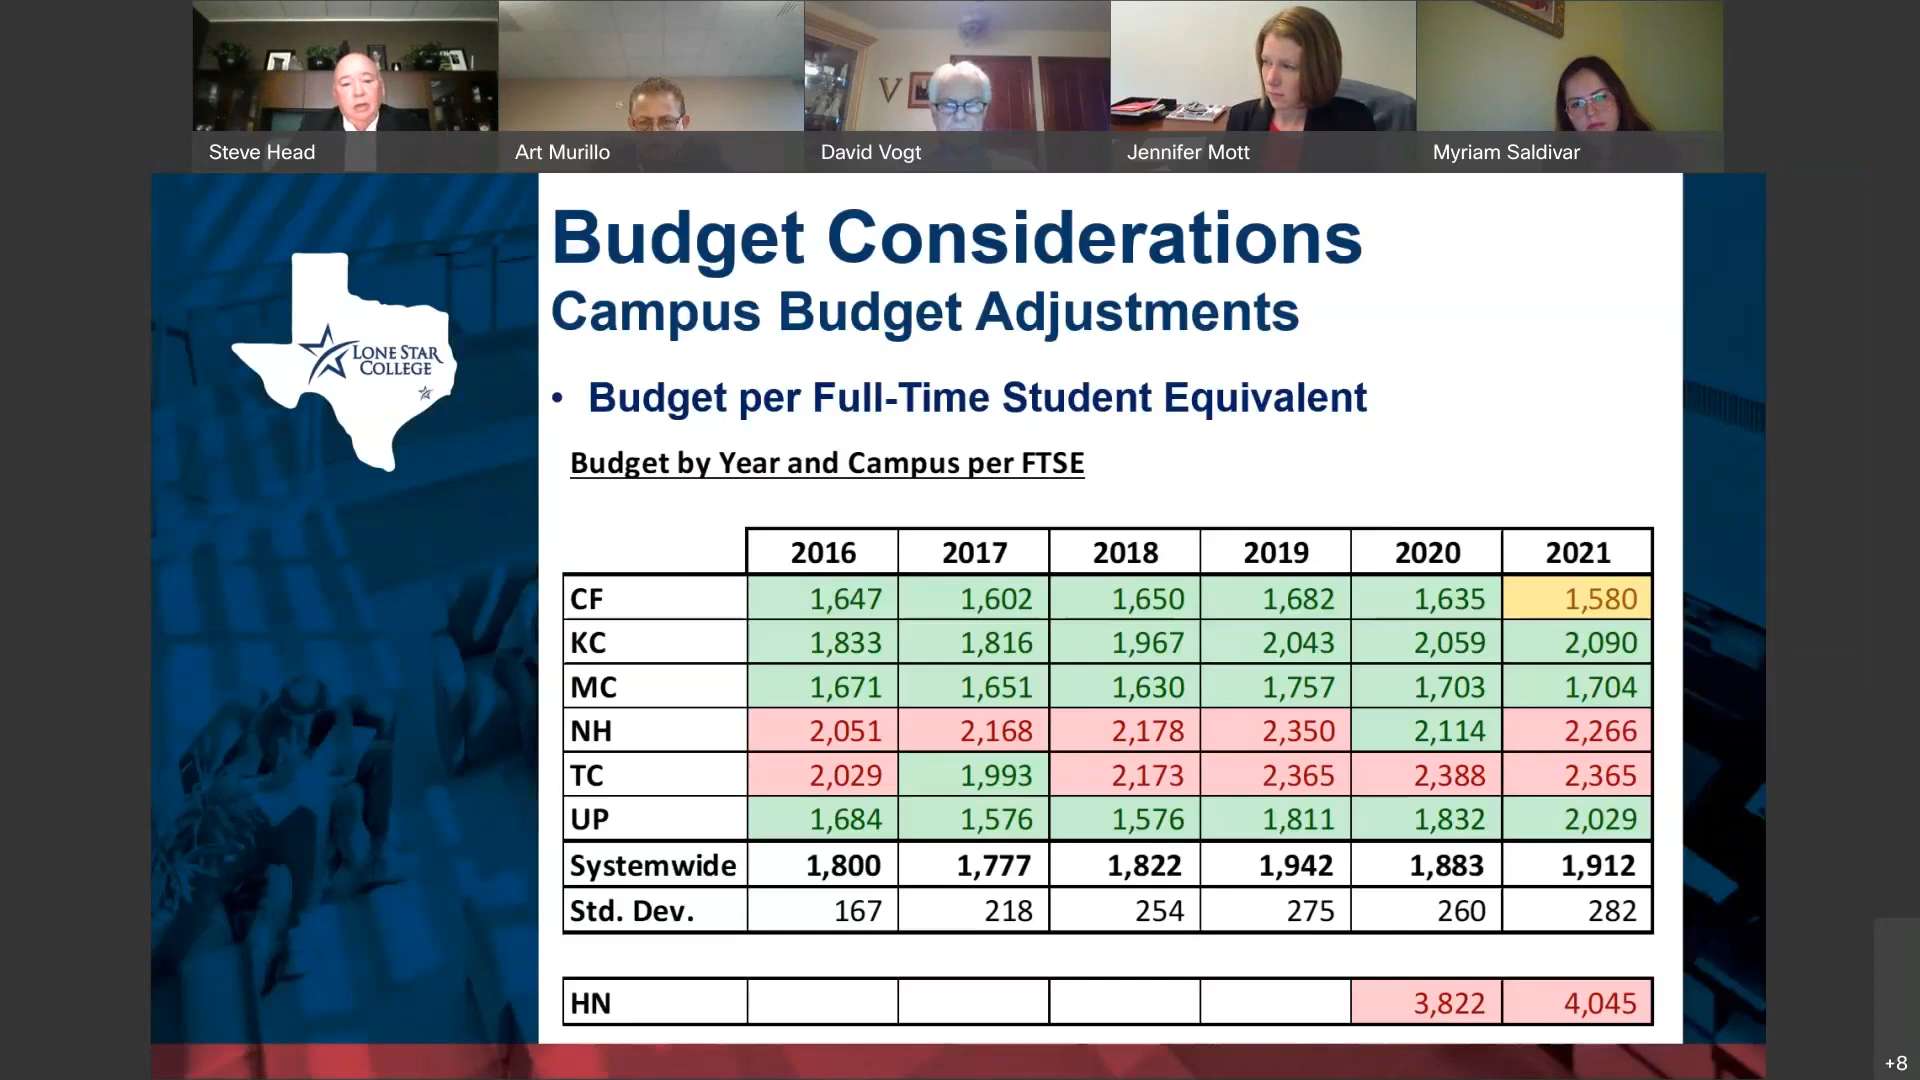 Steve Head
Art Murillo
David Vogt
Jennifer Mott
Myriam Saldivar
V
LONE STAR
COLLEGE
Budget Considerations
Campus Budget Adjustments
• Budget per Full-Time Student Equivalent
Budget by Year and Campus per FTSE
2016 2017 2018 2019 2020 2021
CF 1,647 1,602 1,650 1,682 1,635 1,580
KC 1,833 1,816 1,967 2,043 2,059 2,090
MC 1,671 1,651 1,630 1,757 1,703 1,704
NH 2,051 2,168 2,178 2,350 2,114 2,266
TC 2,029 1,993 2,173 2,365 2,388 2,365
UP 1,684 1,576 1,576 1,811 1,832 2,029
Systemwide 1,800 1,777 1,822 1,942 1,883 1,912
Std. Dev. 167 218 254 275 260 282
HN 3,822 4,045
+8